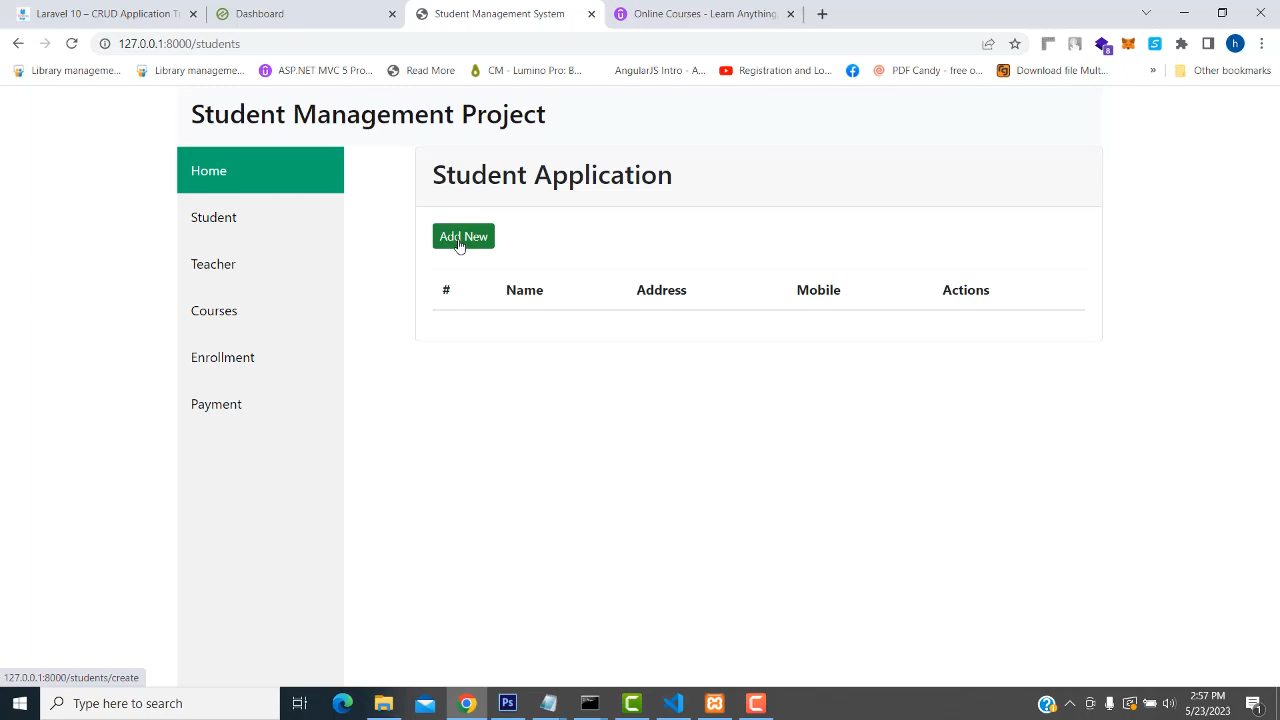 Laravel 10 – CRUD Application T
Dashboard
Student Management System
Online Courses - Learn Anything,
127.0.0.1:8000/students
8
h
Library manageme...
Library manageme...
ASP.NET MVC 5 Pro...
Read More
CM - Lumino Pro: B...
AngularJS Intro - A...
Registration and Lo...
PDF Candy - free o...
Download file Mult...
»
Other bookmarks
Student Management Project
Home
Student
Teacher
Courses
Enrollment
Payment
Student Application
Add New
# Name Address Mobile Actions
127.0.0.1:8000/students/create
Type here to search
Ps
2:57 PM
5/23/2023
1